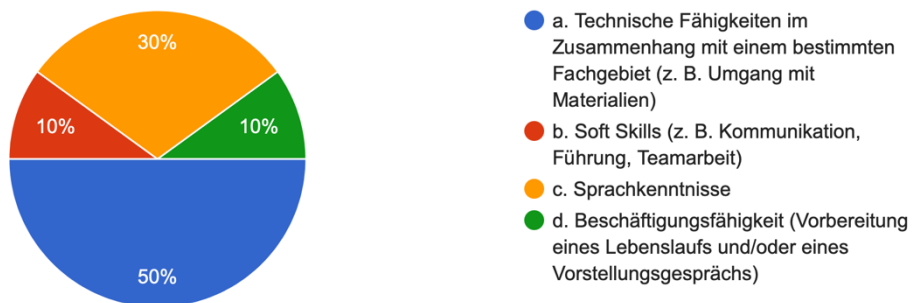 30%
10%
10%
50%
a. Technische Fähigkeiten im
Zusammenhang mit einem bestimmten
Fachgebiet (z. B. Umgang mit
Materialien)
b. Soft Skills (z. B. Kommunikation,
Führung, Teamarbeit)
c. Sprachkenntnisse
d. Beschäftigungsfähigkeit (Vorbereitung
eines Lebenslaufs und/oder eines
Vorstellungsgesprächs)